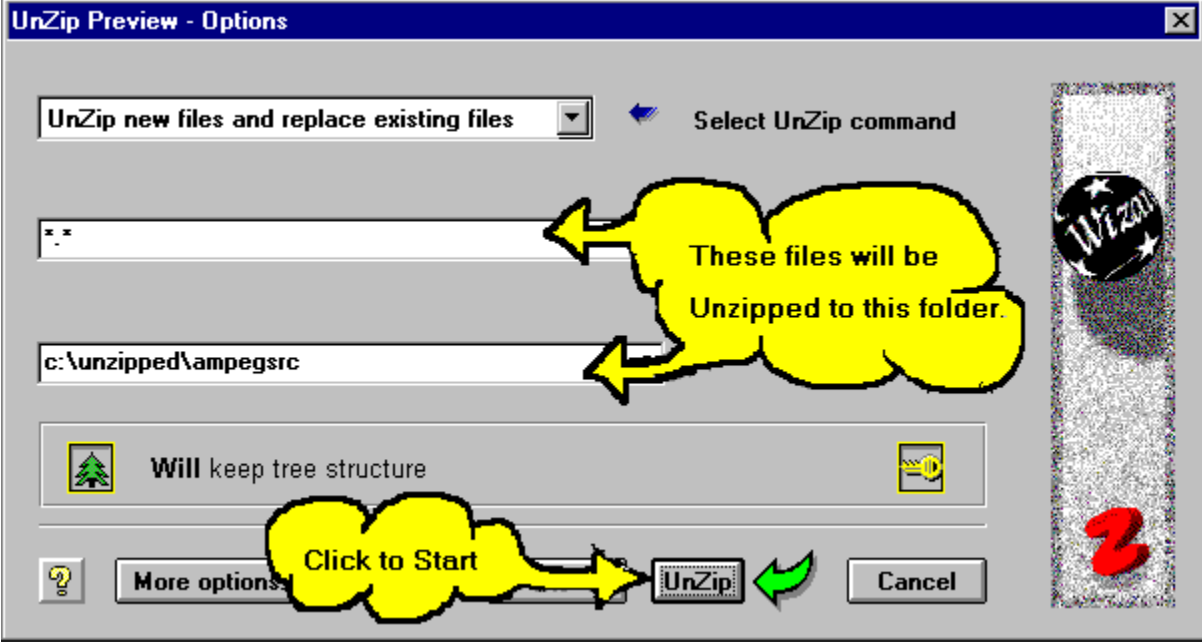 UnZip Preview - Options
UnZip new files and replace existing files
Select UnZip command
*.*
These files will be
Unzipped to this folder.
c:\unzipped\ampegsrc
Will keep tree structure
Click to Start
?
More options
UnZip
Cancel
Wizar
Z